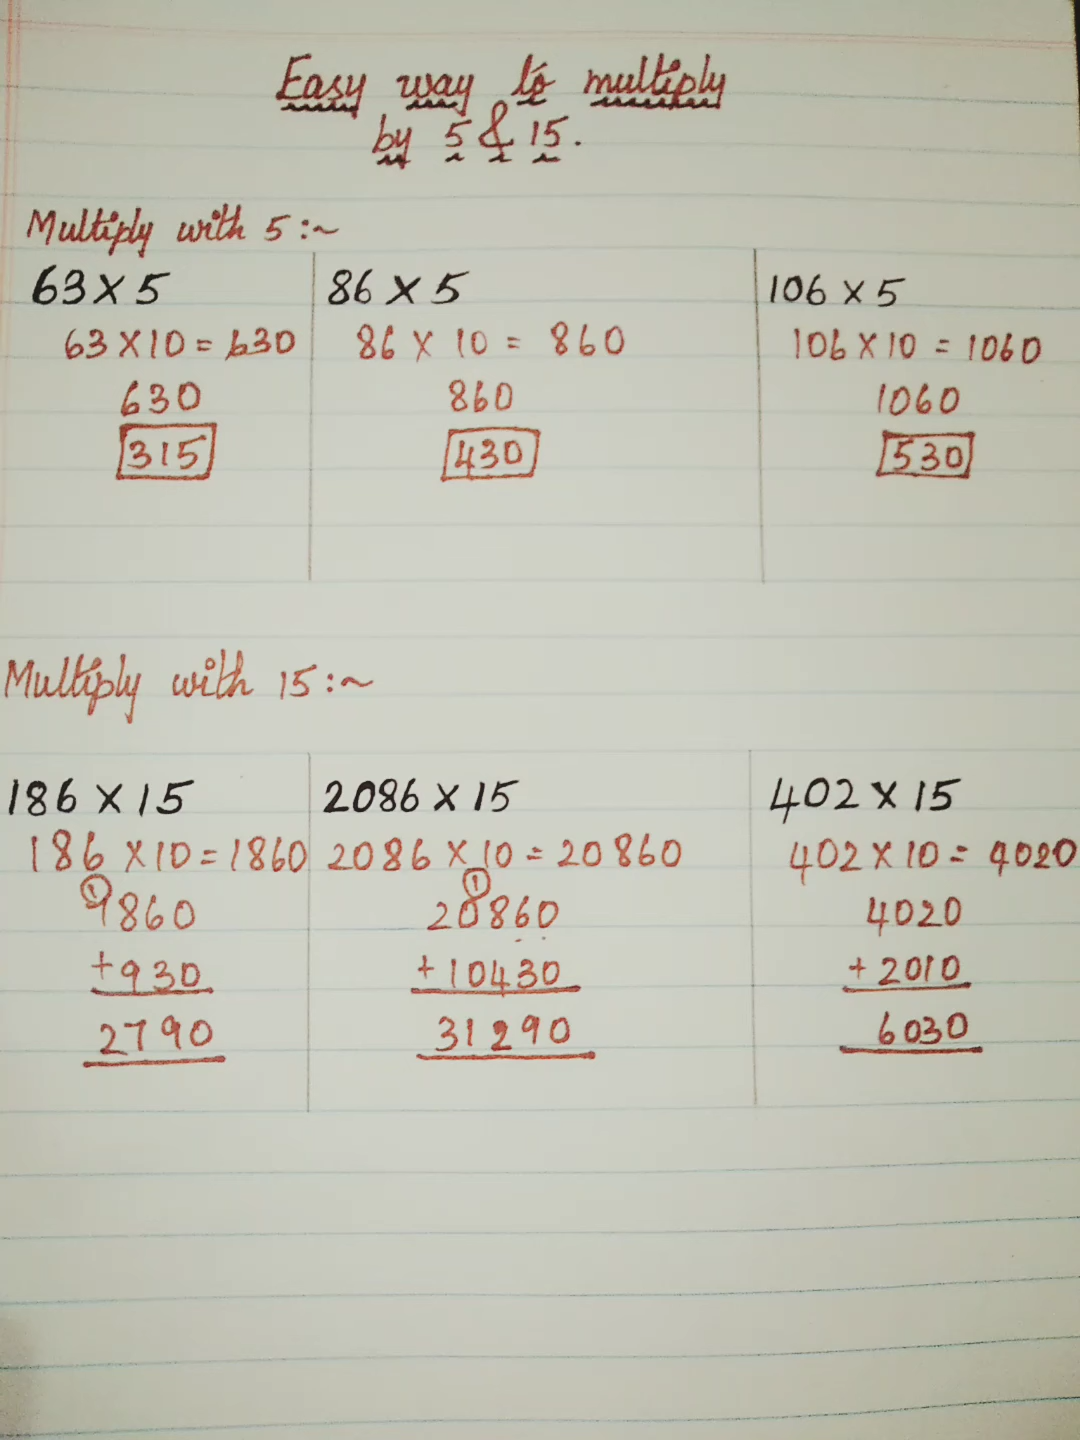 Easy way to multiply
by 5 & 15.
Multiply with 5 :~
63 X 5
63 X 10 = 630
630
315
86 X 5
86 X 10 = 860
860
430
106 X 5
106 X 10 = 1060
1060
530
Multiply with 15 :~
186 X 15
186 X 10 = 1860
1
9860
+930
2790
2086 X 15
2086 X 10 = 20860
1
20860
+10430
31290
402 X 15
402 X 10 = 4020
4020
+2010
6030